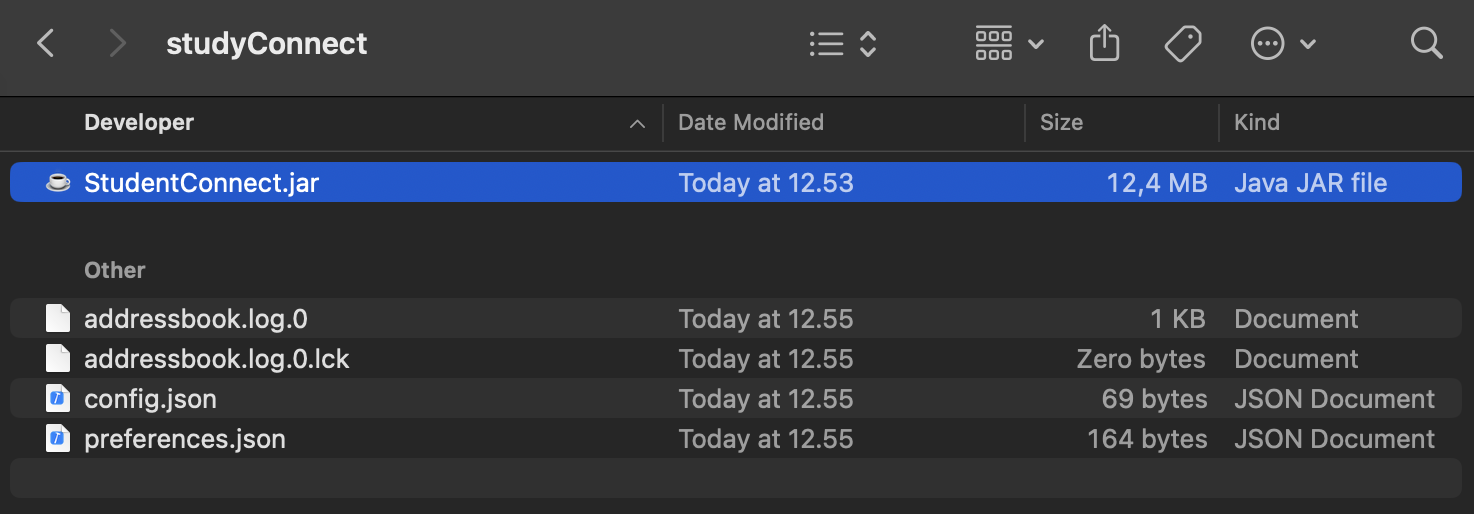 studyConnect
Developer Date Modified Size Kind
StudentConnect.jar Today at 12.53 12,4 MB Java JAR file
Other
addressbook.log.0 Today at 12.55 1 KB Document
addressbook.log.0.lck Today at 12.55 Zero bytes Document
config.json Today at 12.55 69 bytes JSON Document
preferences.json Today at 12.55 164 bytes JSON Document